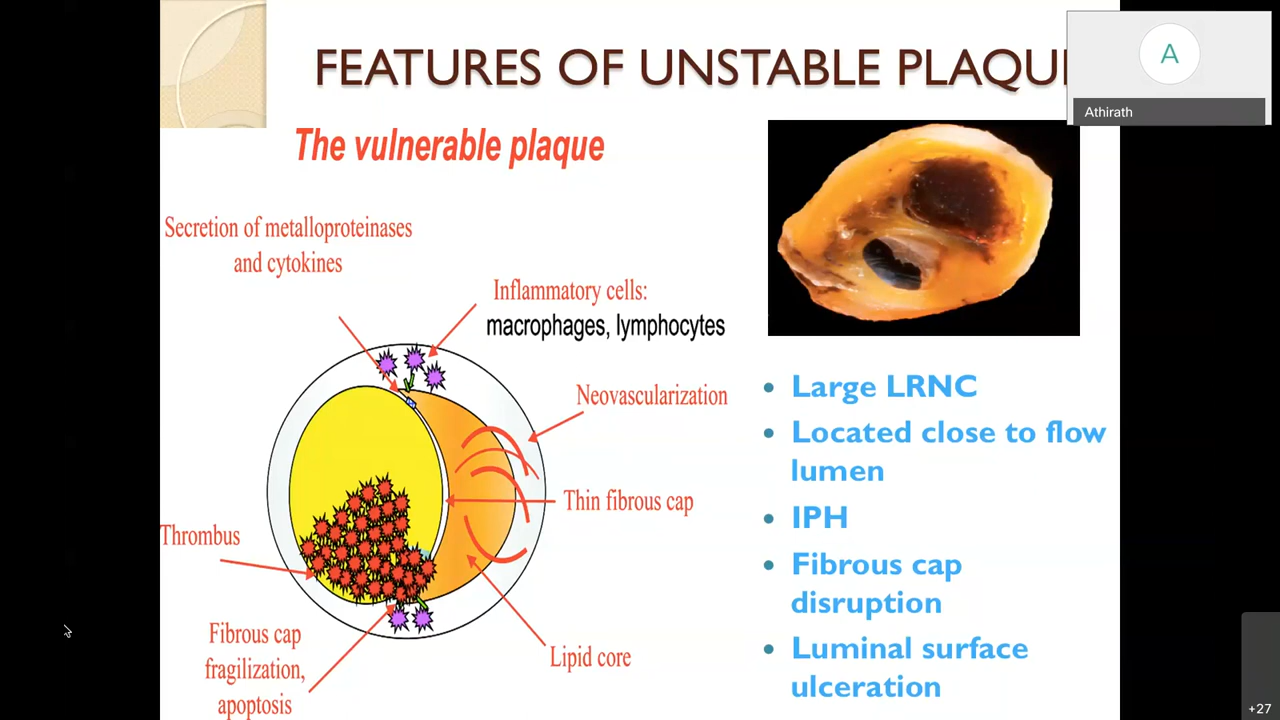 FEATURES OF UNSTABLE PLAQU
A
Athirath
The vulnerable plaque
Secretion of metalloproteinases
and cytokines
Inflammatory cells:
macrophages, lymphocytes
Neovascularization
Thin fibrous cap
Thrombus
Fibrous cap
fragilization,
apoptosis
Lipid core
• Large LRNC
• Located close to flow
lumen
• IPH
• Fibrous cap
disruption
• Luminal surface
ulceration
+27